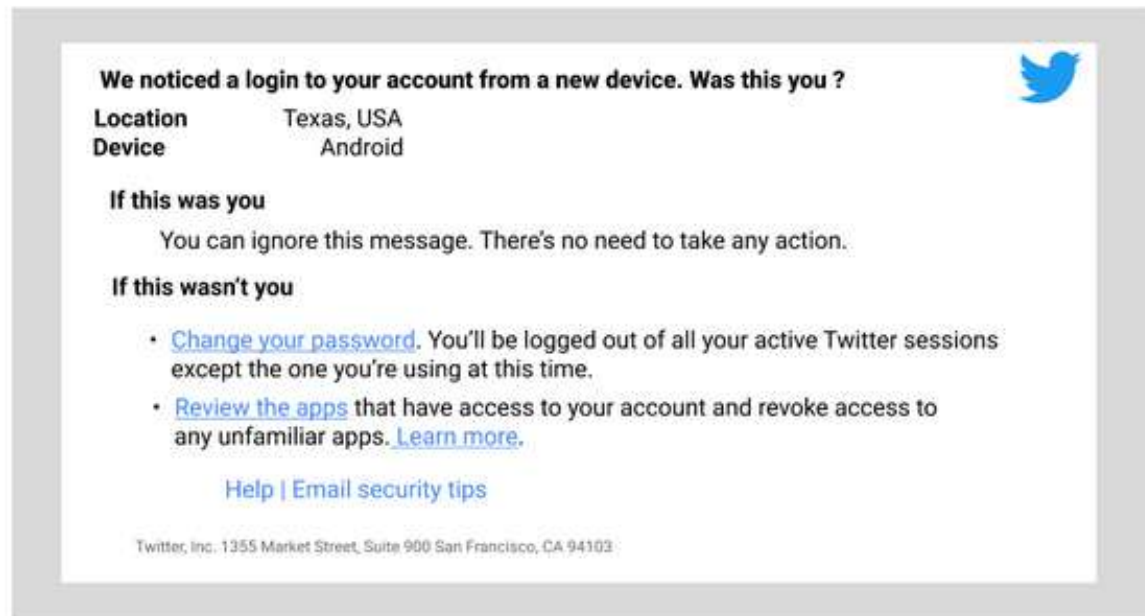 We noticed a login to your account from a new device. Was this you ?
Location Texas, USA
Device Android
If this was you
You can ignore this message. There's no need to take any action.
If this wasn't you
• Change your password. You'll be logged out of all your active Twitter sessions
except the one you're using at this time.
• Review the apps that have access to your account and revoke access to
any unfamiliar apps. Learn more.
Help | Email security tips
Twitter, Inc. 1355 Market Street, Suite 900 San Francisco, CA 94103